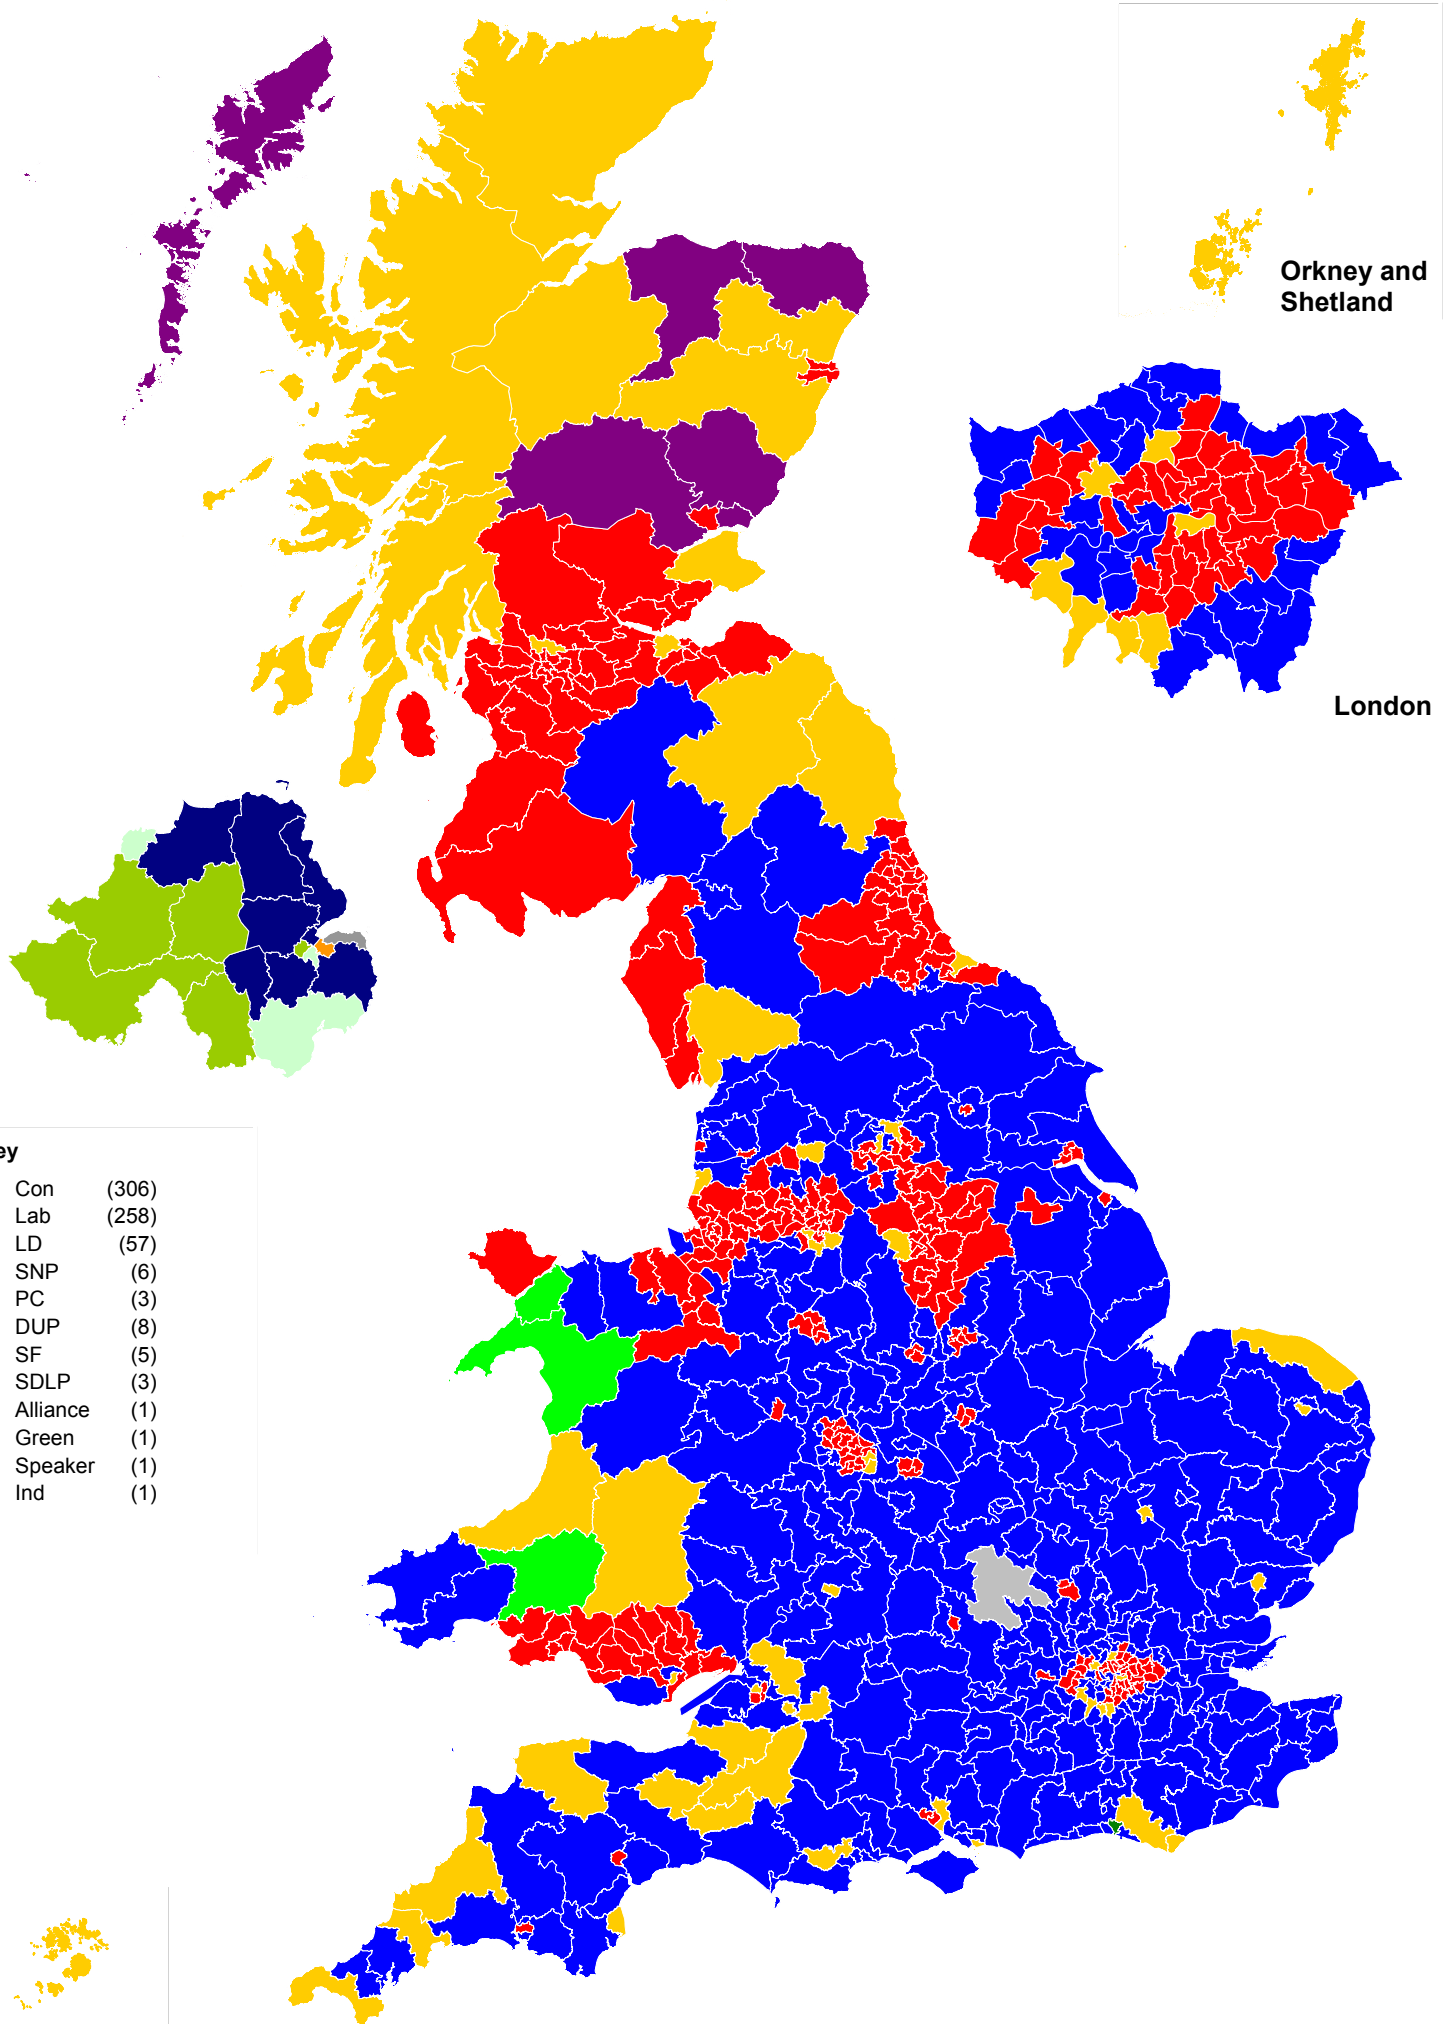 Orkney and
Shetland
London
ey
Con (306)
Lab (258)
LD (57)
SNP (6)
PC (3)
DUP (8)
SF (5)
SDLP (3)
Alliance (1)
Green (1)
Speaker (1)
Ind (1)